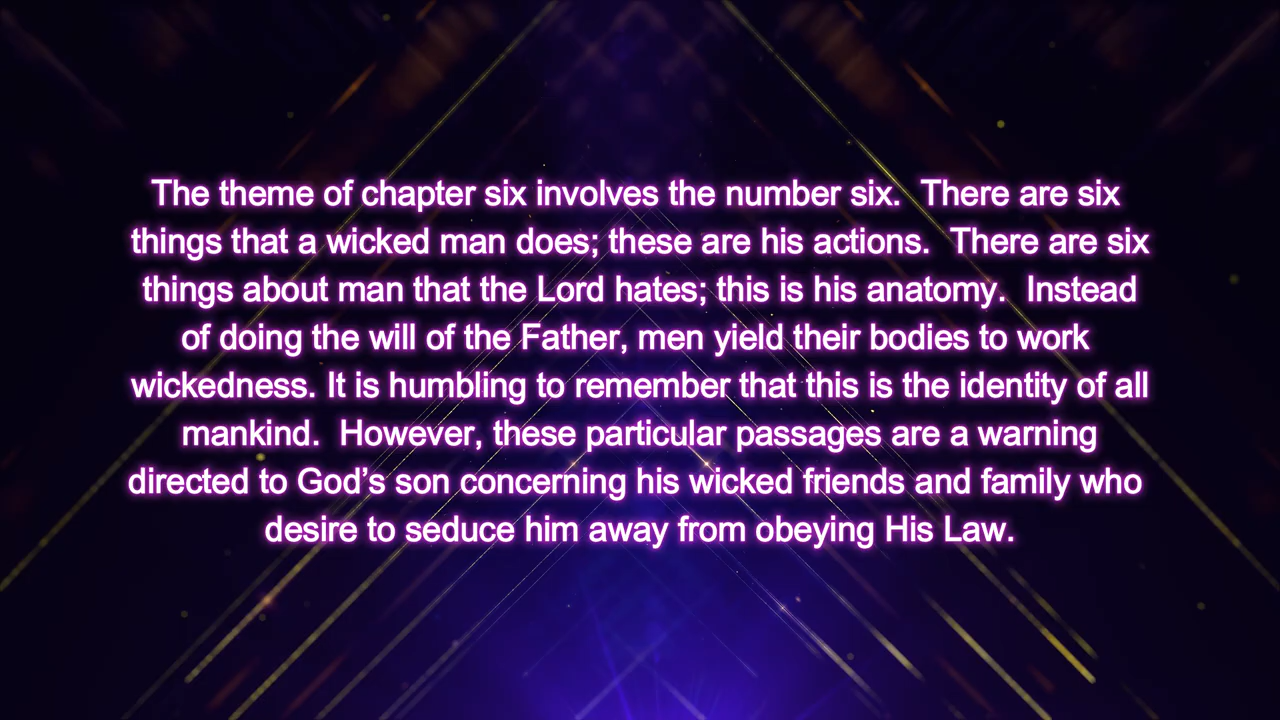 The theme of chapter six involves the number six.  There are six
things that a wicked man does; these are his actions.  There are six
things about man that the Lord hates; this is his anatomy.  Instead
of doing the will of the Father, men yield their bodies to work
wickedness. It is humbling to remember that this is the identity of all
mankind.  However, these particular passages are a warning
directed to God’s son concerning his wicked friends and family who
desire to seduce him away from obeying His Law.